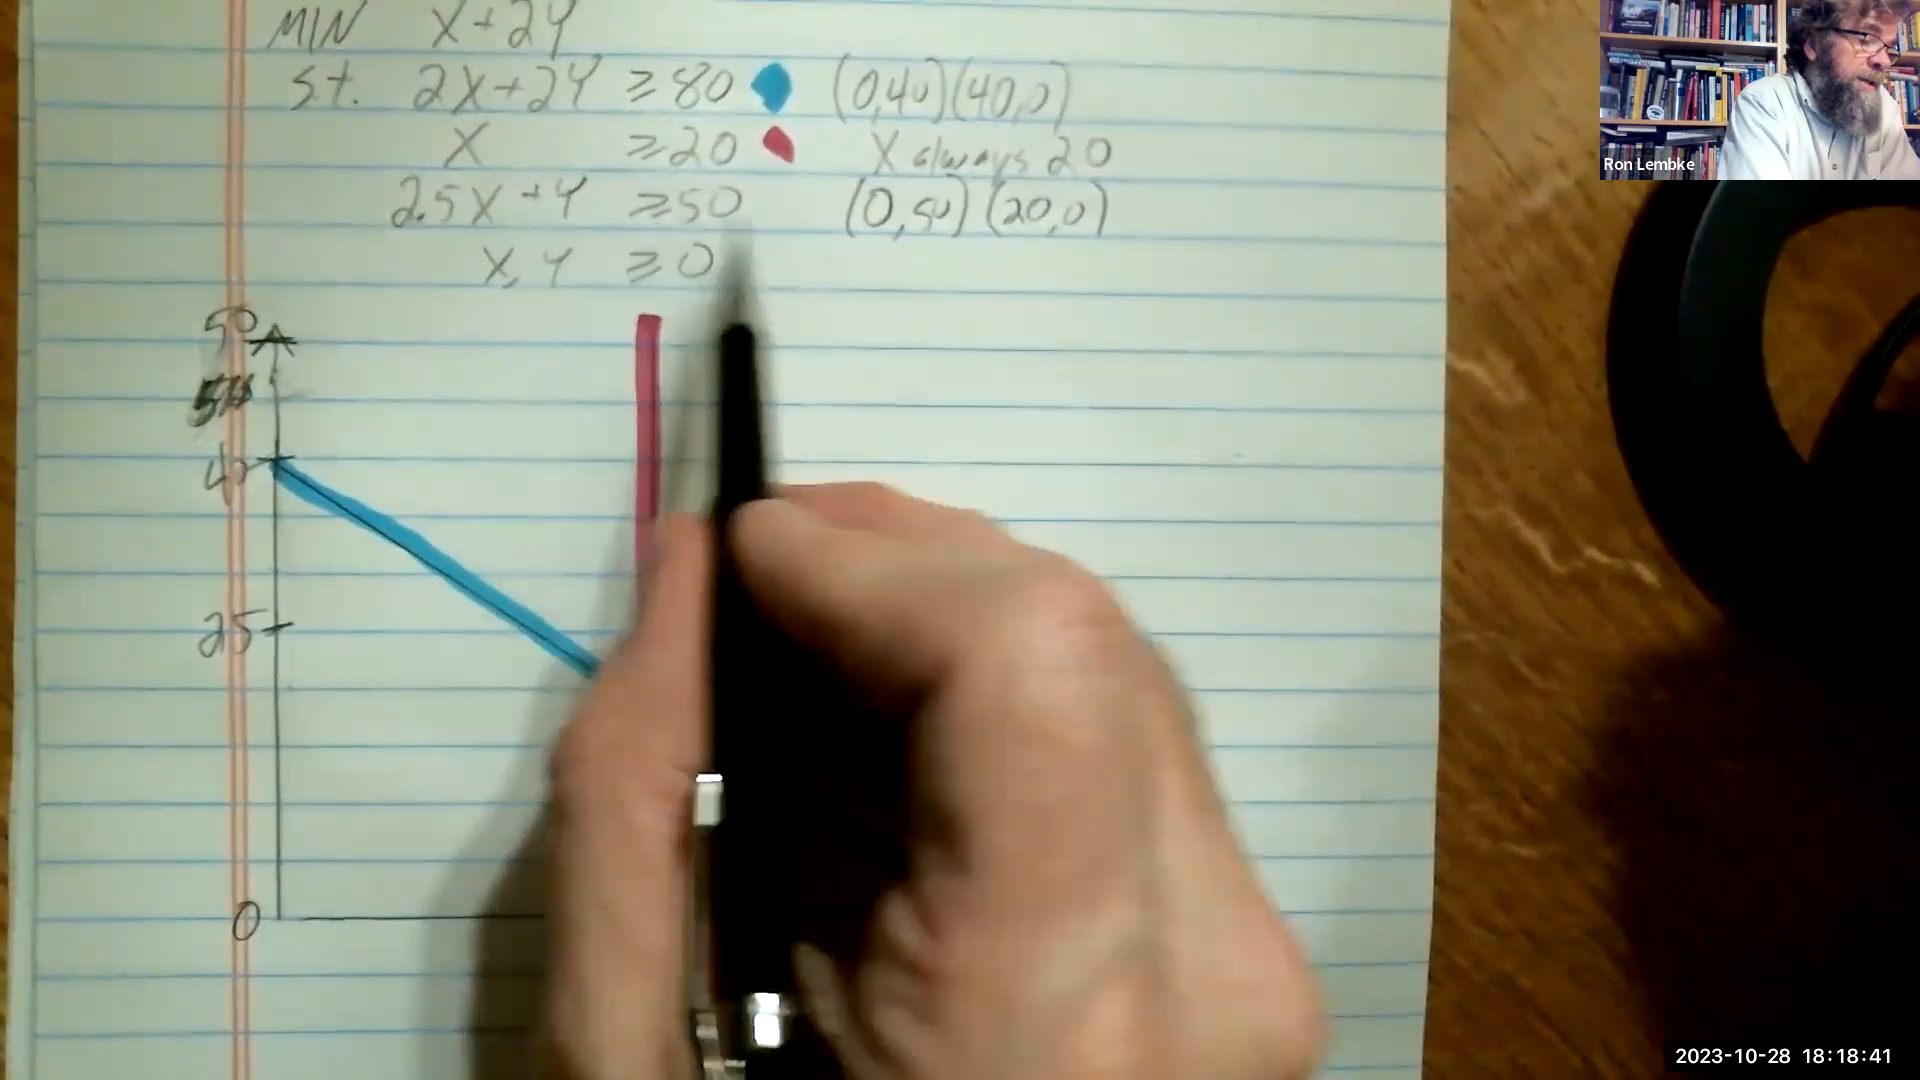 MIN X+2Y
St. 2X+2Y ≥80 (0,40)(40,0)
X ≥20 X always 20
2.5X+Y ≥50 (0,50)(20,0)
X,Y ≥0
50
40
25
0
Ron Lembke
2023-10-28 18:18:41